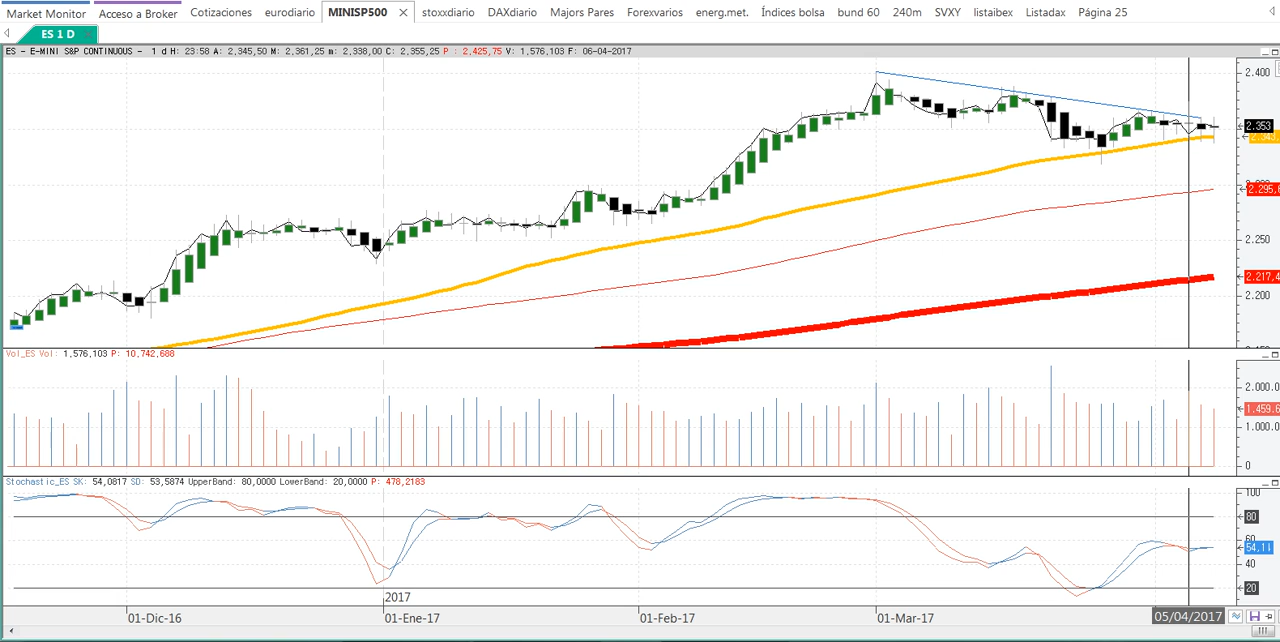 Market Monitor Acceso a Broker Cotizaciones eurodiario MINISP500 stoxxdiario DAXdiario Majors Pares Forexvarios energ.met. Índices bolsa bund 60 240m SVXY listaibex Listadax Página 25
ES 1 D
ES - E-MINI S&P CONTINUOUS - 1 d H: 23:58 A: 2,345,50 M: 2,361,25 m: 2,338,00 C: 2,355,25 P : 2,425,75 V: 1,576,103 F: 06-04-2017
2.400
2.353
2.295,6
2.250
2.217,4
2.200
Vol_ES Vol: 1,576,103 P: 10,742,688
2.000.0
1.459.6
1.000.0
0
Stochastic_ES SK: 54,0817 SD: 53,5874 UpperBand: 80,0000 LowerBand: 20,0000 P: 478,2183
100
80
60
54,11
40
20
2017
01-Dic-16 01-Ene-17 01-Feb-17 01-Mar-17 05/04/2017